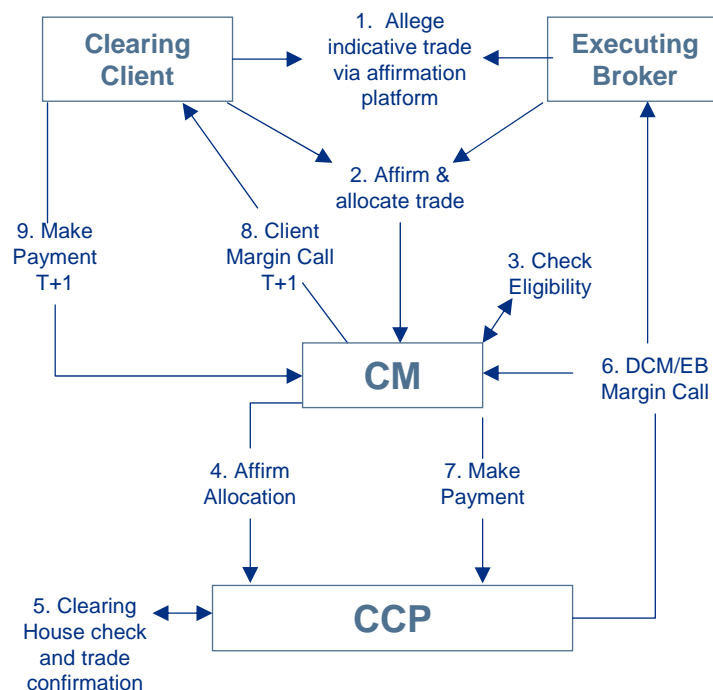 Clearing
Client
1. Allege
indicative trade
via affirmation
platform
Executing
Broker
2. Affirm &
allocate trade
9. Make
Payment
T+1
8. Client
Margin Call
T+1
3. Check
Eligibility
CM
6. DCM/EB
Margin Call
4. Affirm
Allocation
7. Make
Payment
5. Clearing
House check
and trade
confirmation
CCP